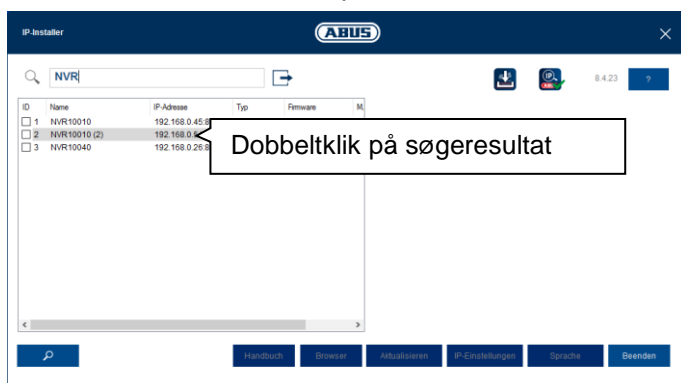 IP-Installer ABUS
NVR 8.4.23 ?
ID Name IP-Adresse Typ Firmware M
1 NVR10010 192.168.0.45:8
2 NVR10010 (2) 192.168.0.
3 NVR10040 192.168.0.26:8
Dobbeltklik på søgeresultat
Handbuch Browser Aktualisieren IP-Einstellungen Sprache Beenden